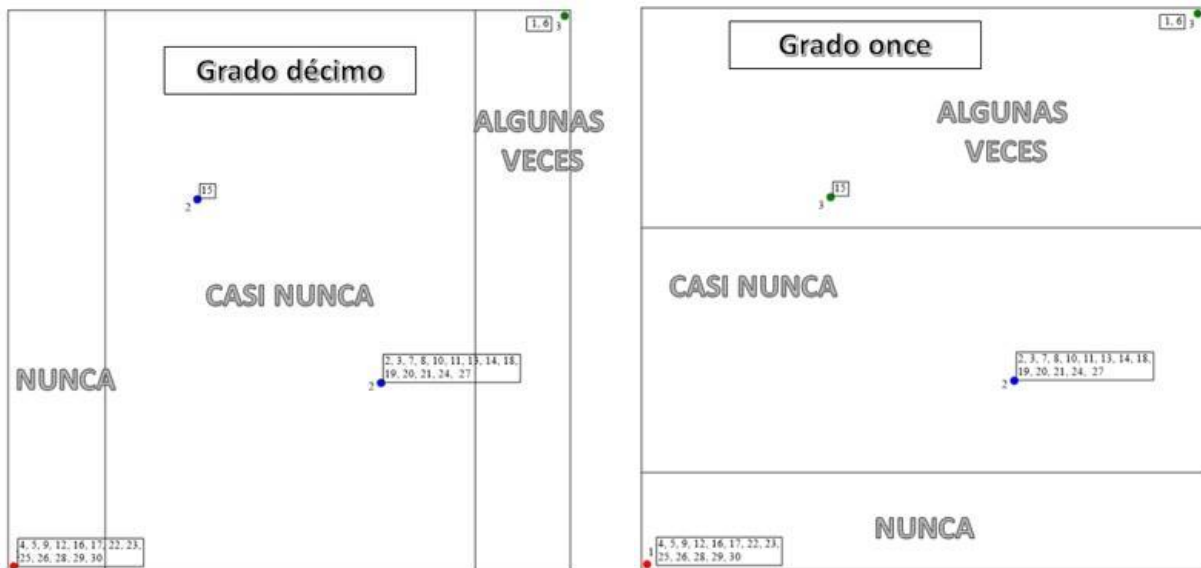 1, 6
3
Grado décimo
ALGUNAS
VECES
15
2
CASI NUNCA
2, 3, 7, 8, 10, 11, 13, 14, 18,
19, 20, 21, 24, 27
2
NUNCA
4, 5, 9, 12, 16, 17, 22, 23,
25, 26, 28, 29, 30
1, 6
3
Grado once
ALGUNAS
VECES
15
3
CASI NUNCA
2, 3, 7, 8, 10, 11, 13, 14, 18,
19, 20, 21, 24, 27
2
NUNCA
1
4, 5, 9, 12, 16, 17, 22, 23,
25, 26, 28, 29, 30